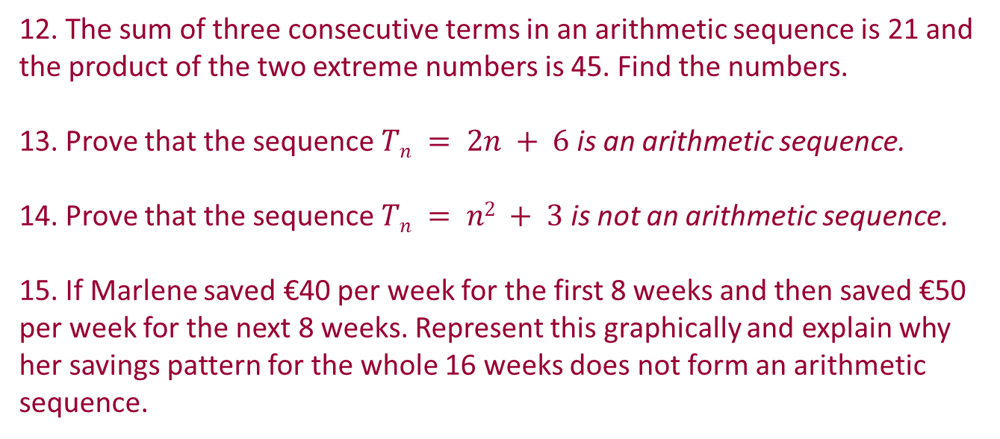 12. The sum of three consecutive terms in an arithmetic sequence is 21 and
the product of the two extreme numbers is 45. Find the numbers.
13. Prove that the sequence Tₙ = 2n + 6 is an arithmetic sequence.
14. Prove that the sequence Tₙ = n² + 3 is not an arithmetic sequence.
15. If Marlene saved €40 per week for the first 8 weeks and then saved €50
per week for the next 8 weeks. Represent this graphically and explain why
her savings pattern for the whole 16 weeks does not form an arithmetic
sequence.